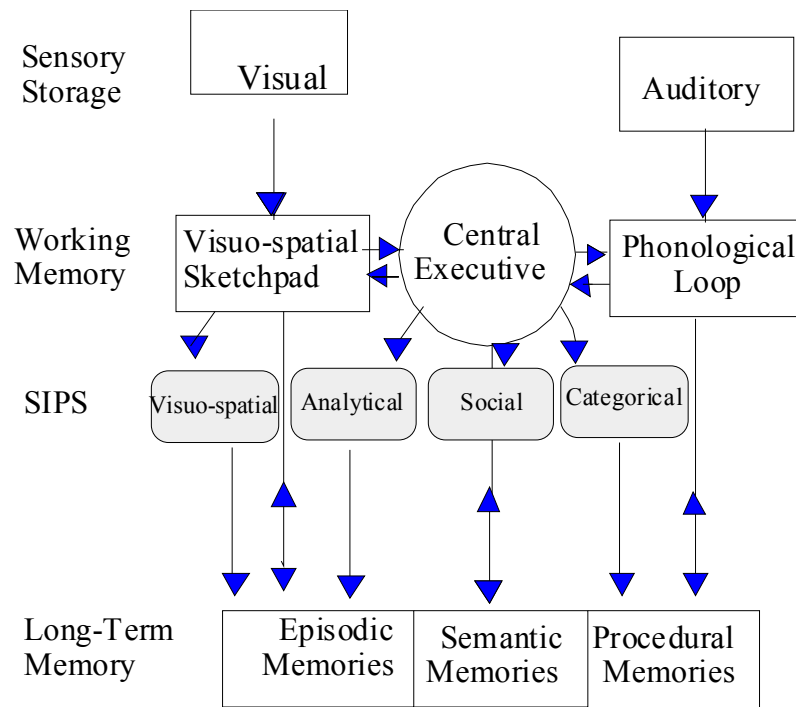 Sensory
Storage
Visual
Auditory
Working
Memory
Visuo-spatial
Sketchpad
Central
Executive
Phonological
Loop
SIPS
Visuo-spatial
Analytical
Social
Categorical
Long-Term
Memory
Episodic
Memories
Semantic
Memories
Procedural
Memories